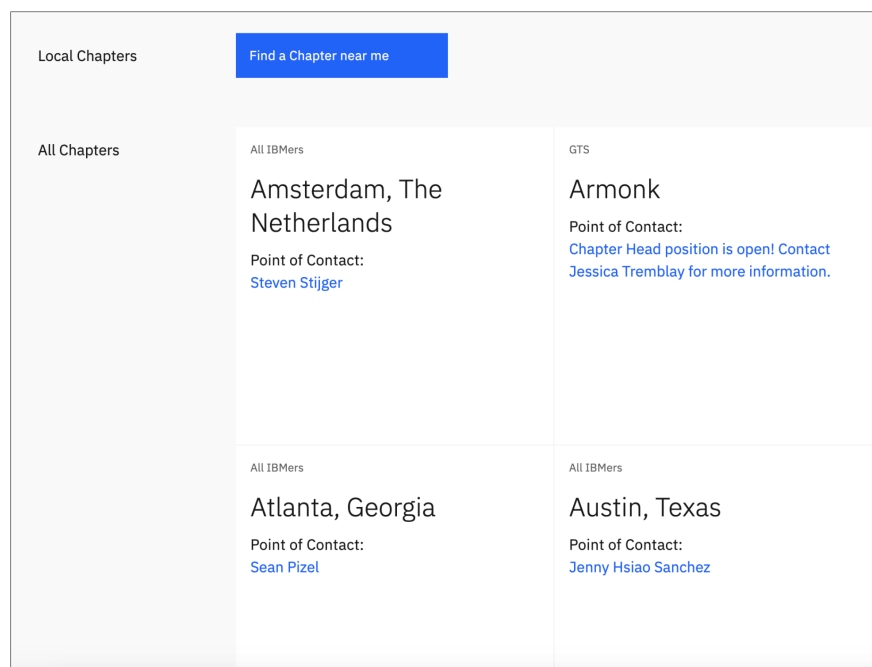 Local Chapters
Find a Chapter near me
All Chapters
All IBMers
Amsterdam, The
Netherlands
Point of Contact:
Steven Stijger
GTS
Armonk
Point of Contact:
Chapter Head position is open! Contact
Jessica Tremblay for more information.
All IBMers
Atlanta, Georgia
Point of Contact:
Sean Pizel
All IBMers
Austin, Texas
Point of Contact:
Jenny Hsiao Sanchez